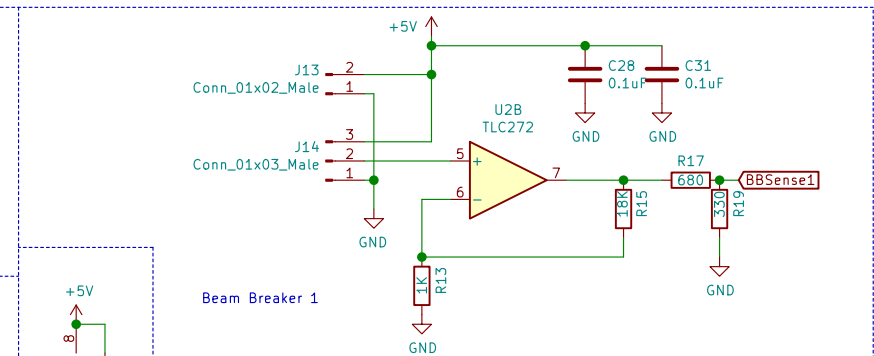 +5V
J13
Conn_01x02_Male
2
1
C28
0.1uF
C31
0.1uF
GND
GND
J14
Conn_01x03_Male
3
2
1
U2B
TLC272
5
+
6
−
7
R17
680
BBSense1
18K
R15
330
R19
GND
GND
1K
R13
GND
Beam Breaker 1
+5V
8